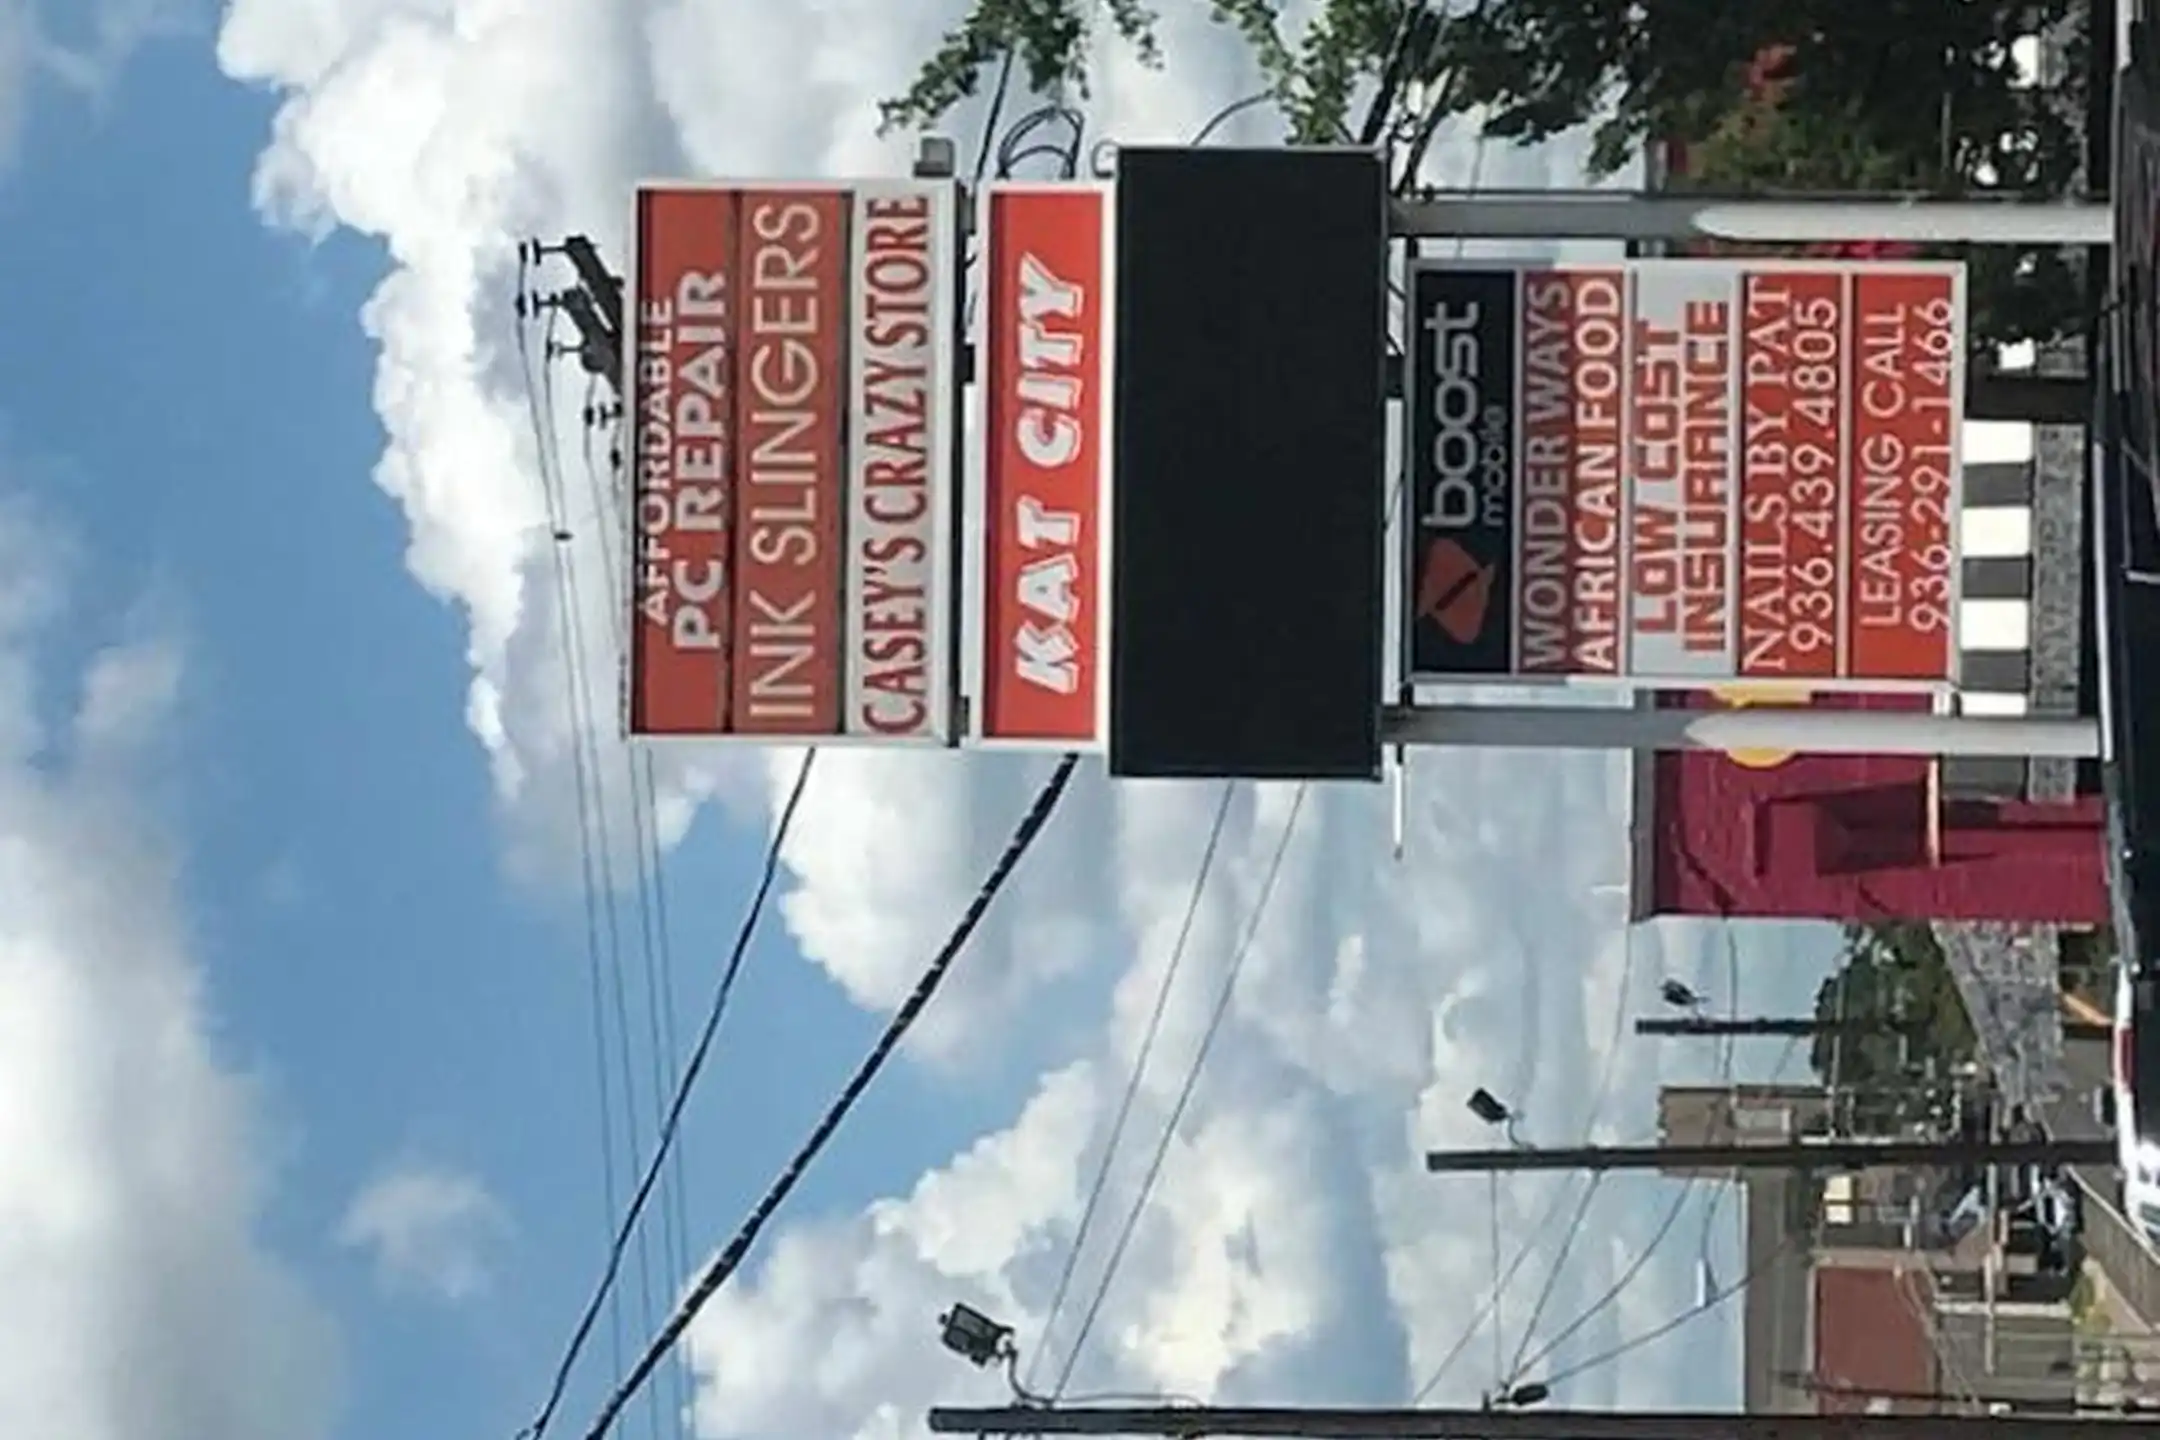 AFFORDABLE
PC REPAIR
INK SLINGERS
CASEY'S CRAZY STORE
KAT CITY
boost
mobile
WONDER WAYS
AFRICAN FOOD
LOW COST
INSURANCE
NAILS BY PAT
936.439.4805
LEASING CALL
936-291-1466